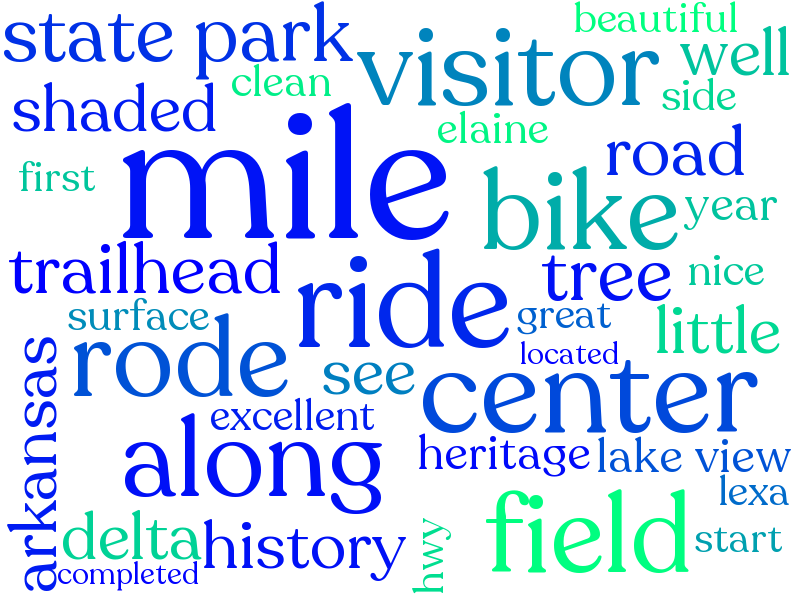 beautiful
state park
visitor
well
clean
side
shaded
elaine
mile
road
first
bike
year
trailhead
tree
nice
ride
surface
great
little
rode
located
see
center
arkansas
excellent
along
heritage
lake view
lexa
field
delta
history
hwy
start
completed